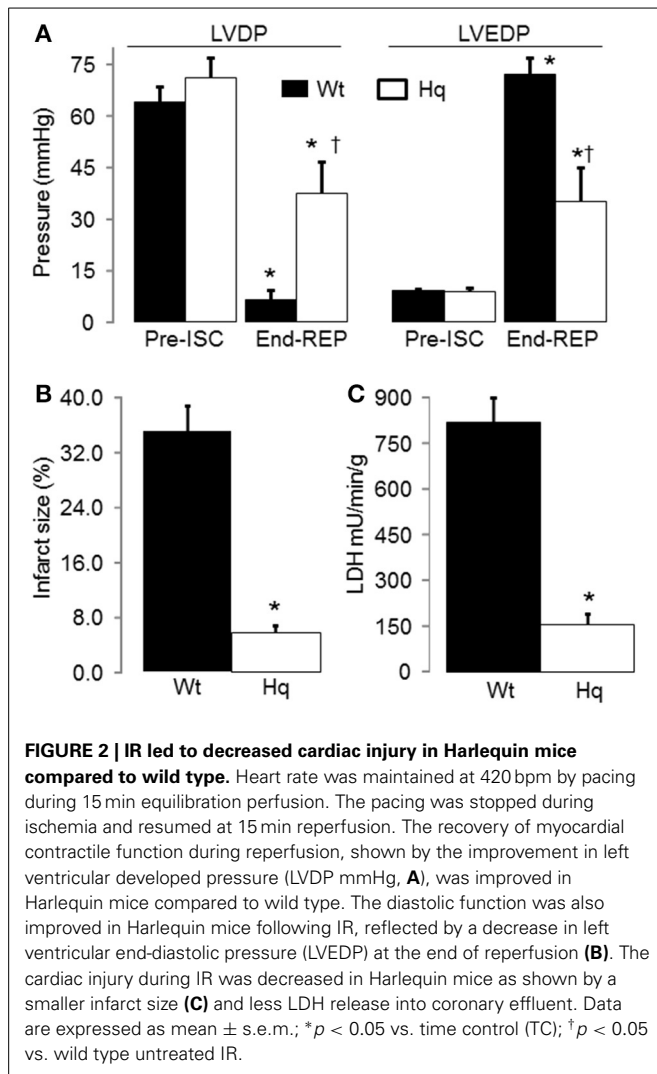 A
LVDP LVEDP
75
60
45
30
15
0
Pressure (mmHg)
Wt Hq
* * † * *†
Pre-ISC End-REP Pre-ISC End-REP
B
40.0
32.0
24.0
16.0
8.0
0.0
Infarct size (%)
*
Wt Hq
C
900
750
600
450
300
150
0
LDH mU/min/g
*
Wt Hq
FIGURE 2 | IR led to decreased cardiac injury in Harlequin mice
compared to wild type. Heart rate was maintained at 420 bpm by pacing
during 15 min equilibration perfusion. The pacing was stopped during
ischemia and resumed at 15 min reperfusion. The recovery of myocardial
contractile function during reperfusion, shown by the improvement in left
ventricular developed pressure (LVDP mmHg, A), was improved in
Harlequin mice compared to wild type. The diastolic function was also
improved in Harlequin mice following IR, reflected by a decrease in left
ventricular end-diastolic pressure (LVEDP) at the end of reperfusion (B). The
cardiac injury during IR was decreased in Harlequin mice as shown by a
smaller infarct size (C) and less LDH release into coronary effluent. Data
are expressed as mean ± s.e.m.; *p < 0.05 vs. time control (TC); †p < 0.05
vs. wild type untreated IR.